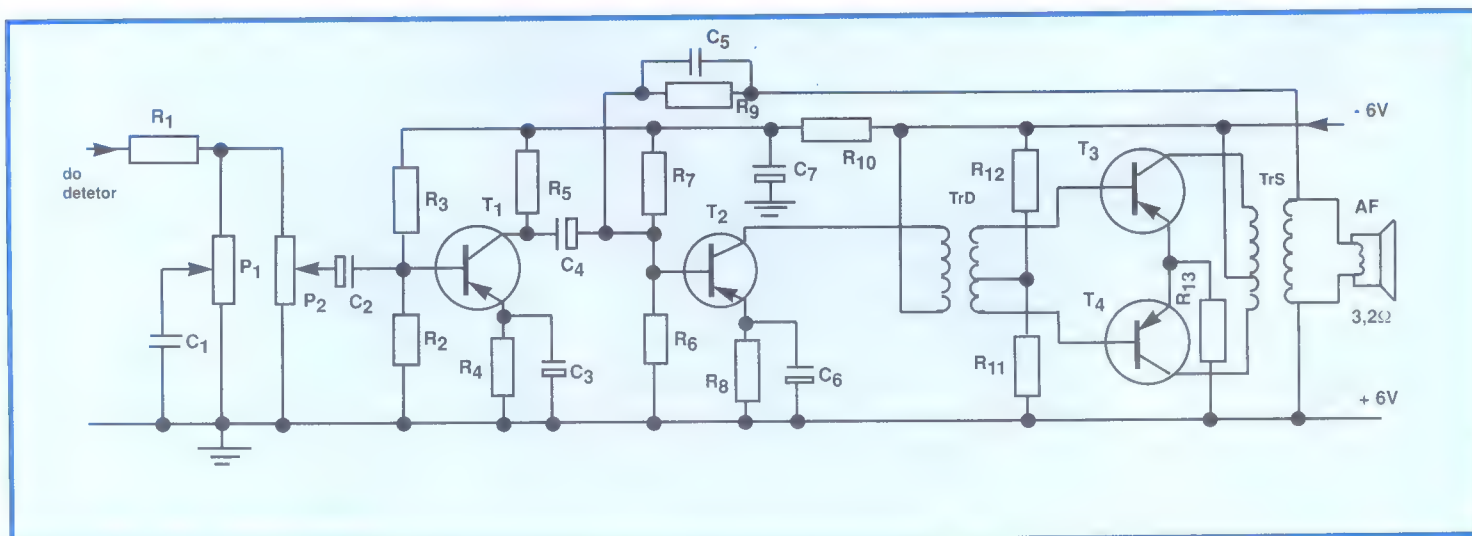 C5
R9
- 6V
R1
do
detetor
R3
R5
T1
R7
C7
R10
R12
T3
TrS
AF
T2
TrD
P1
P2
C2
C4
R13
3,2Ω
C1
R2
R4
C3
R6
R8
C6
R11
T4
+ 6V